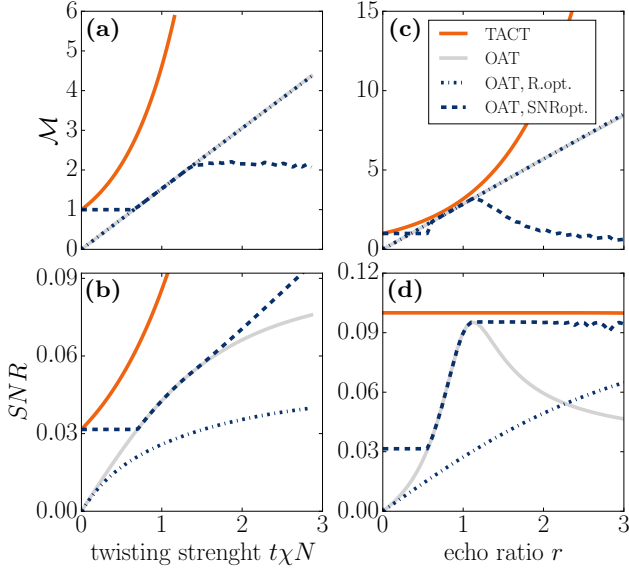 (a)
6
5
4
3
2
1
0
M
(c)
15
10
5
0
TACT
OAT
OAT, R.opt.
OAT, SNRopt.
(b)
0.09
0.06
0.03
0.00
SNR
0 1 2 3
twisting strenght tχN
(d)
0.12
0.09
0.06
0.03
0.00
0 1 2 3
echo ratio r